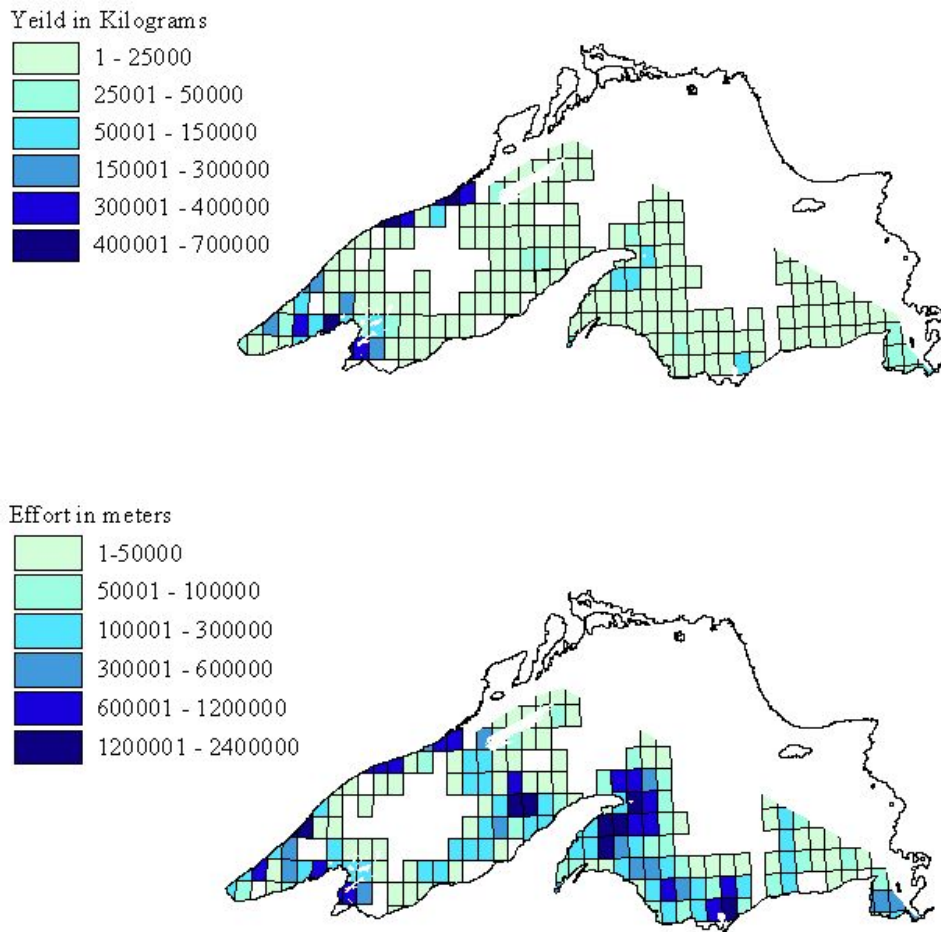 Yeild in Kilograms
1 - 25000
25001 - 50000
50001 - 150000
150001 - 300000
300001 - 400000
400001 - 700000
Effort in meters
1-50000
50001 - 100000
100001 - 300000
300001 - 600000
600001 - 1200000
1200001 - 2400000